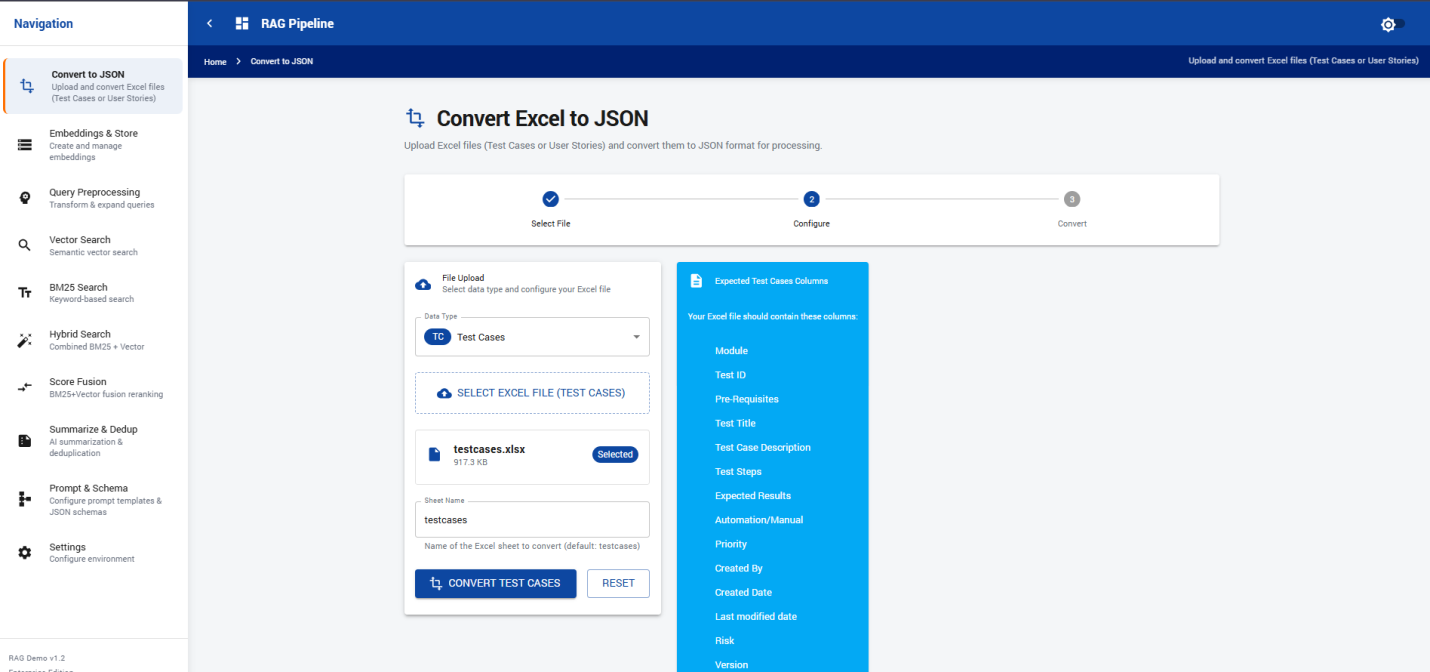 Navigation
Convert to JSON
Upload and convert Excel files
(Test Cases or User Stories)
Embeddings & Store
Create and manage
embeddings
Query Preprocessing
Transform & expand queries
Vector Search
Semantic vector search
BM25 Search
Keyword-based search
Hybrid Search
Combined BM25 + Vector
Score Fusion
BM25+Vector fusion reranking
Summarize & Dedup
AI summarization &
deduplication
Prompt & Schema
Configure prompt templates &
JSON schemas
Settings
Configure environment
RAG Demo v1.2
Enterprise Edition
RAG Pipeline
Home > Convert to JSON
Upload and convert Excel files (Test Cases or User Stories)
Convert Excel to JSON
Upload Excel files (Test Cases or User Stories) and convert them to JSON format for processing.
Select File
2
Configure
3
Convert
File Upload
Select data type and configure your Excel file
Data Type
TC Test Cases
SELECT EXCEL FILE (TEST CASES)
testcases.xlsx
917.3 KB
Selected
Sheet Name
testcases
Name of the Excel sheet to convert (default: testcases)
CONVERT TEST CASES
RESET
Expected Test Cases Columns
Your Excel file should contain these columns:
Module
Test ID
Pre-Requisites
Test Title
Test Case Description
Test Steps
Expected Results
Automation/Manual
Priority
Created By
Created Date
Last modified date
Risk
Version